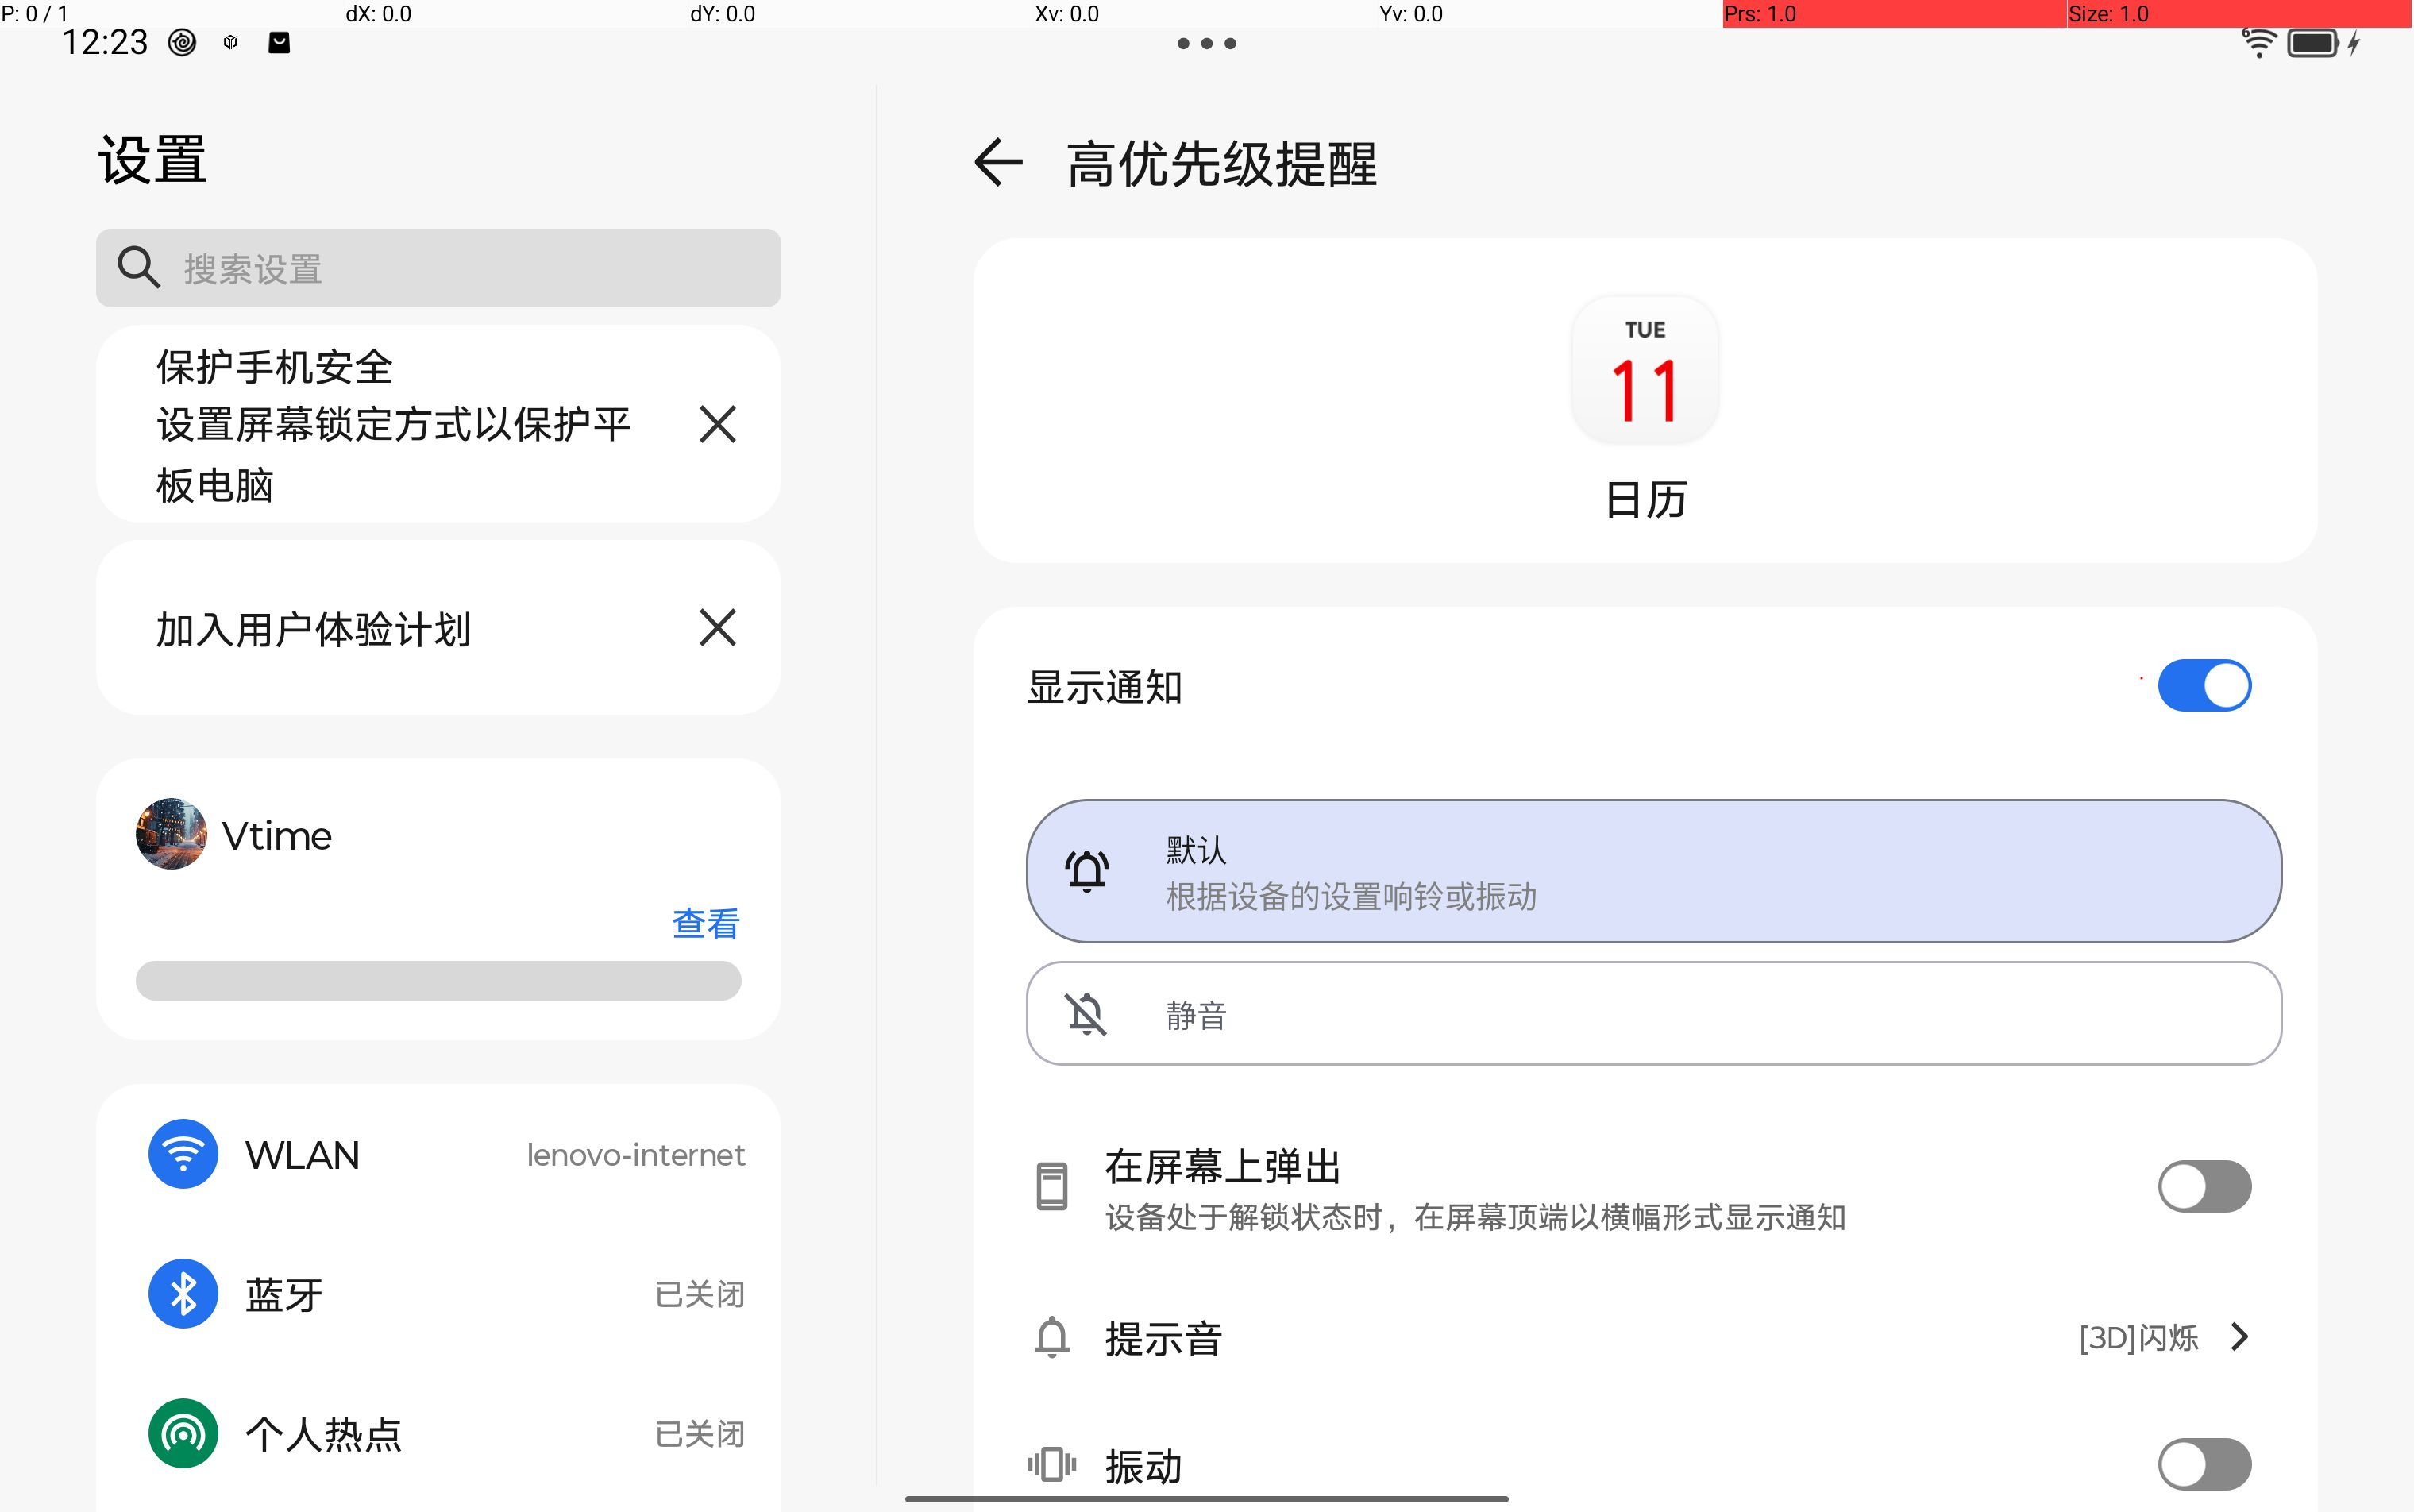 P: 0 / 1
dX: 0.0
dY: 0.0
Xv: 0.0
Yv: 0.0
Prs: 1.0
Size: 1.0
12:23
6
设置
搜索设置
保护手机安全
设置屏幕锁定方式以保护平
板电脑
加入用户体验计划
Vtime
查看
WLAN
lenovo-internet
蓝牙
已关闭
个人热点
已关闭
高优先级提醒
TUE
11
日历
显示通知
默认
根据设备的设置响铃或振动
静音
在屏幕上弹出
设备处于解锁状态时，在屏幕顶端以横幅形式显示通知
提示音
[3D]闪烁
振动